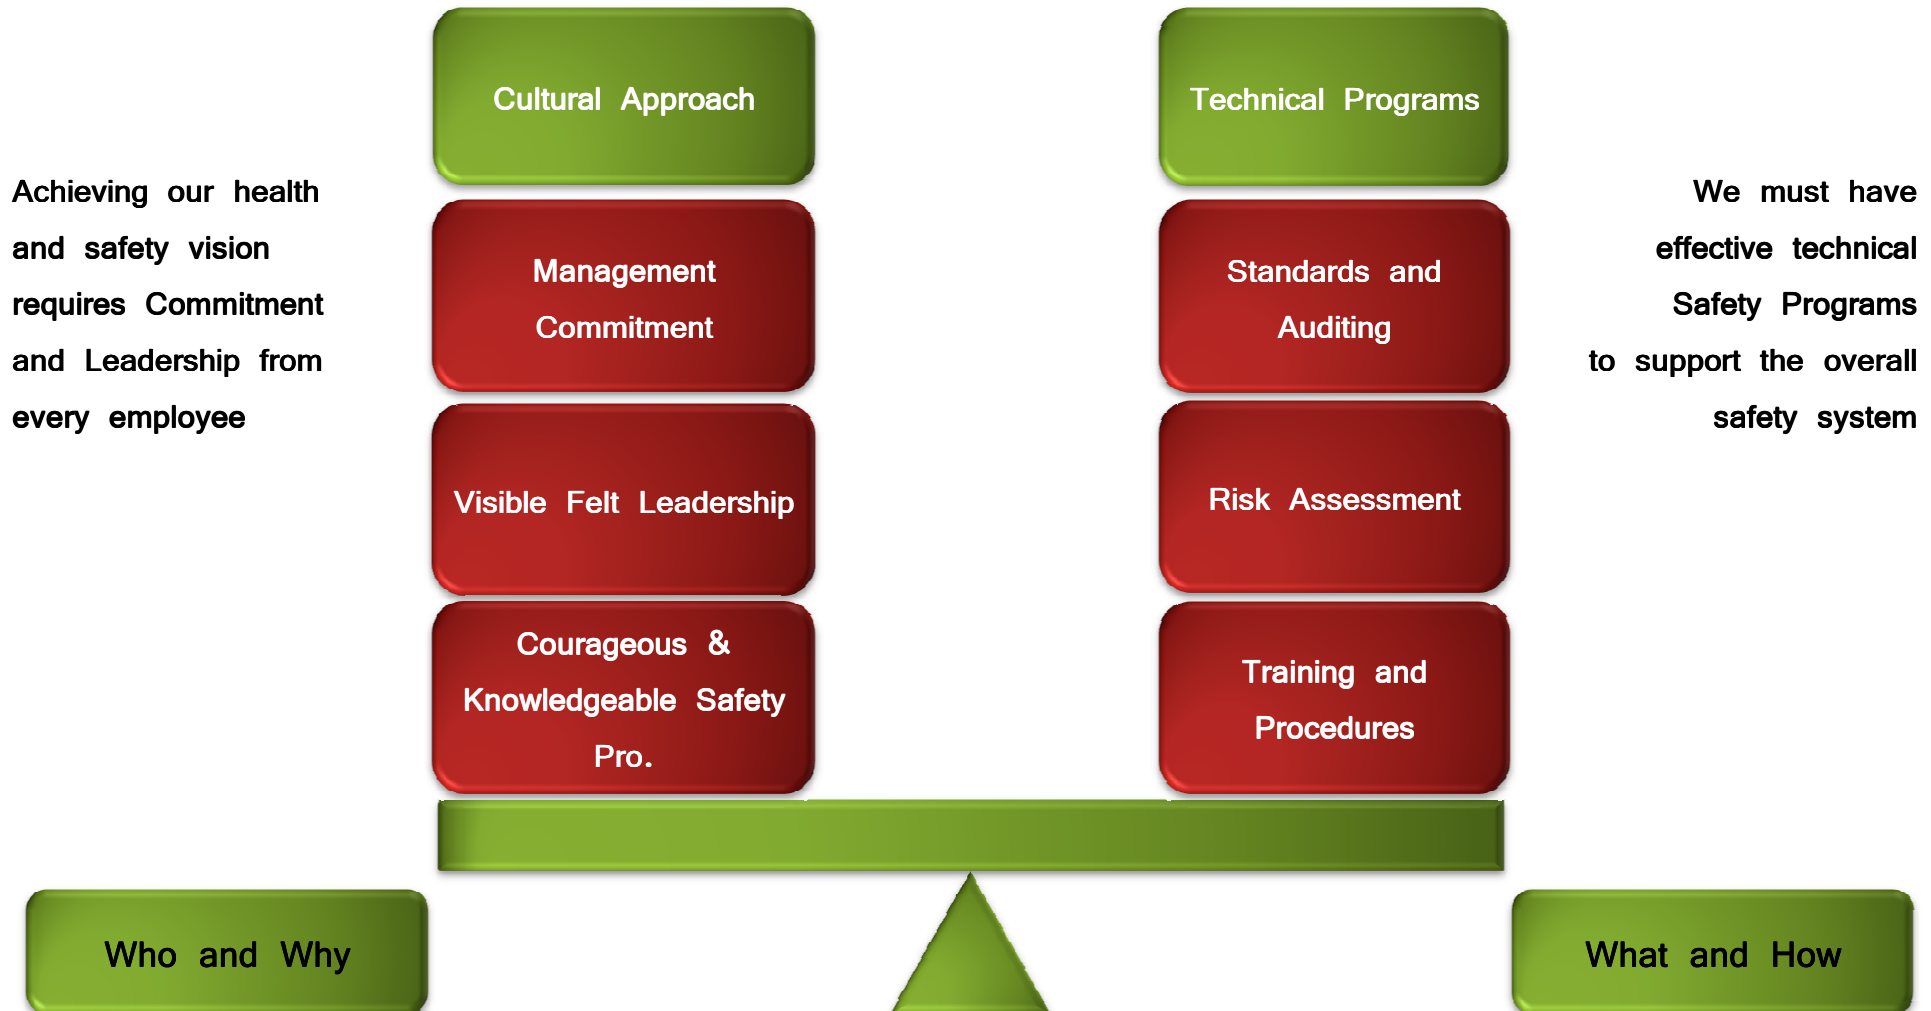 Cultural Approach
Technical Programs
Achieving our health
and safety vision
requires Commitment
and Leadership from
every employee
Management
Commitment
Visible Felt Leadership
Courageous &
Knowledgeable Safety
Pro.
Standards and
Auditing
Risk Assessment
Training and
Procedures
We must have
effective technical
Safety Programs
to support the overall
safety system
Who and Why
What and How